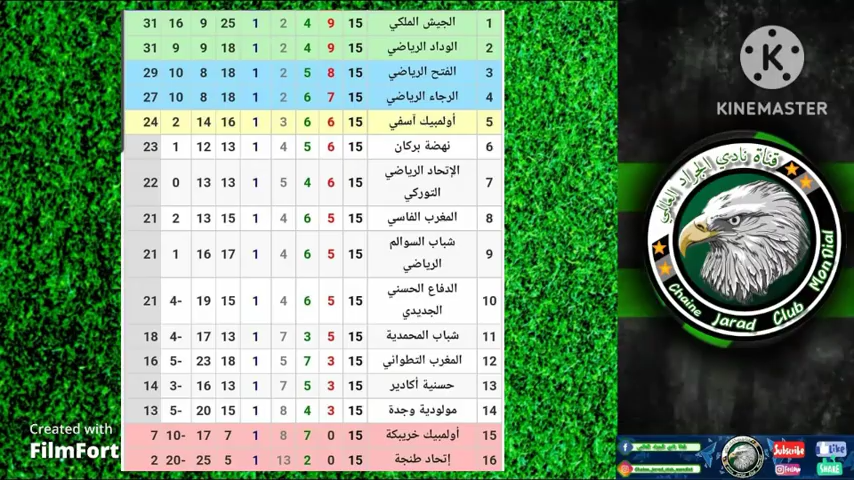 1 الجيش الملكي 15 9 4 2 1 25 9 16 31
2 الوداد الرياضي 15 9 4 2 1 18 9 9 31
3 الفتح الرياضي 15 8 5 2 1 18 8 10 29
4 الرجاء الرياضي 15 7 6 2 1 18 8 10 27
5 أولمبيك آسفي 15 6 6 3 1 16 14 2 24
6 نهضة بركان 15 6 5 4 1 13 12 1 23
7 الإتحاد الرياضي التوركي 15 6 4 5 1 13 13 0 22
8 المغرب الفاسي 15 5 6 4 1 15 13 2 21
9 شباب السوالم الرياضي 15 5 6 4 1 17 16 1 21
10 الدفاع الحسني الجديدي 15 5 6 4 1 15 19 4- 21
11 شباب المحمدية 15 5 3 7 1 13 17 4- 18
12 المغرب التطواني 15 3 7 5 1 18 23 5- 16
13 حسنية أكادير 15 3 5 7 1 13 16 3- 14
14 مولودية وجدة 15 3 4 8 1 15 20 5- 13
15 أولمبيك خريبكة 15 0 7 8 1 7 17 10- 7
16 إتحاد طنجة 15 0 2 13 1 5 25 20- 2
KINEMASTER
قناة نادي الجراد العالمي
Chaine Jarad Club Mondial
Created with
FilmFort
Subscribe
Like
SHARE